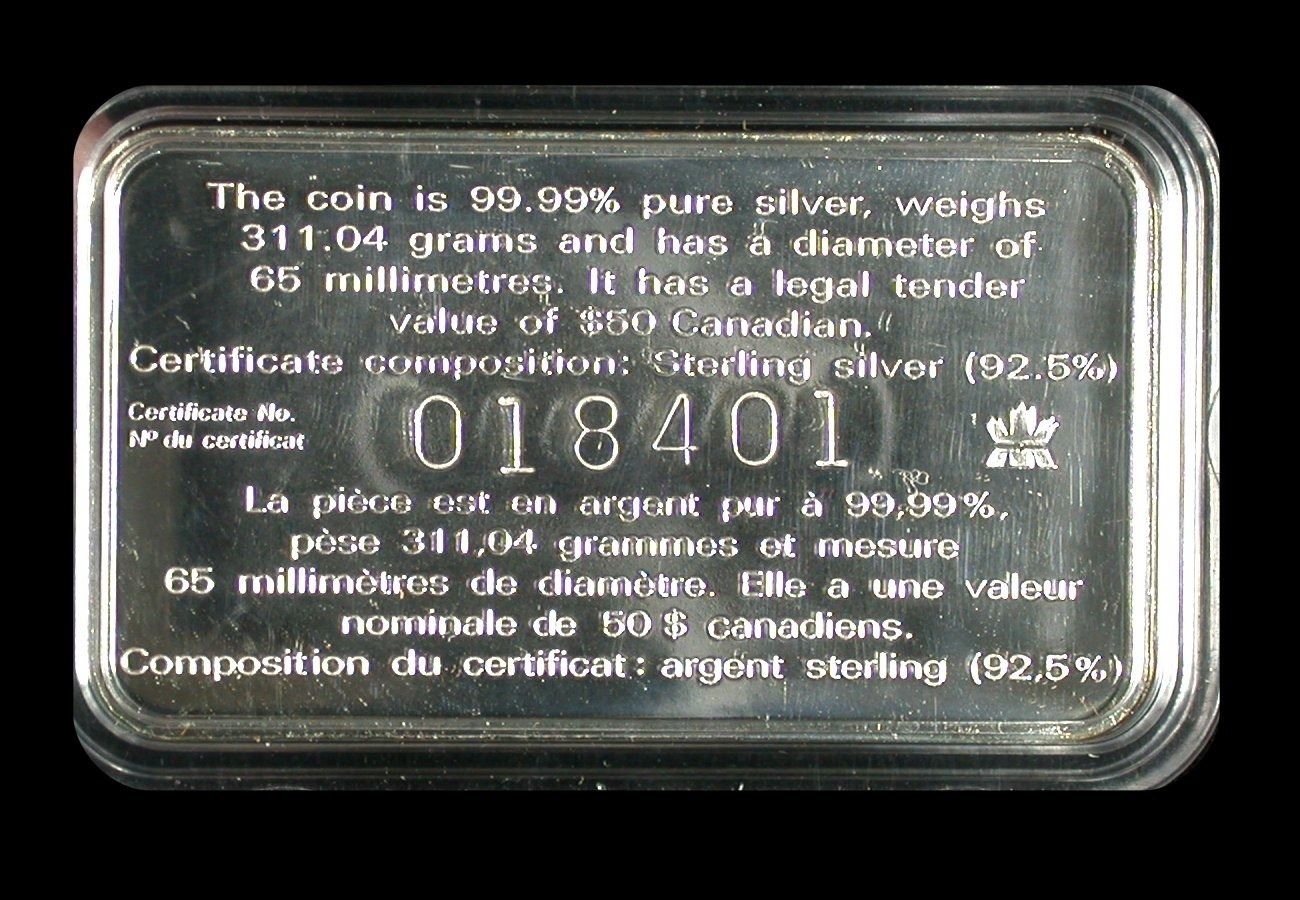 The coin is 99.99% pure silver, weighs
311.04 grams and has a diameter of
65 millimetres. It has a legal tender
value of $50 Canadian.
Certificate composition: Sterling silver (92.5%)
Certificate No.
Nº du certificat
018401
La pièce est en argent pur à 99,99%,
pèse 311,04 grammes et mesure
65 millimètres de diamètre. Elle a une valeur
nominale de 50 $ canadiens.
Composition du certificat : argent sterling (92,5%)